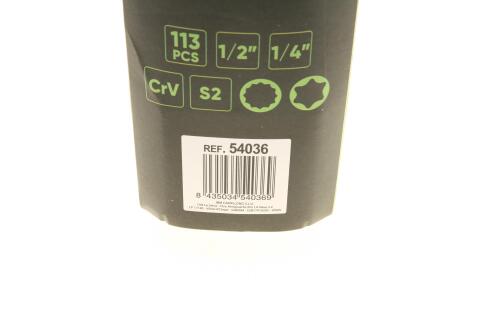 113
PCS
1/2"
1/4"
CrV
S2
REF. 54036
8 435034 540369